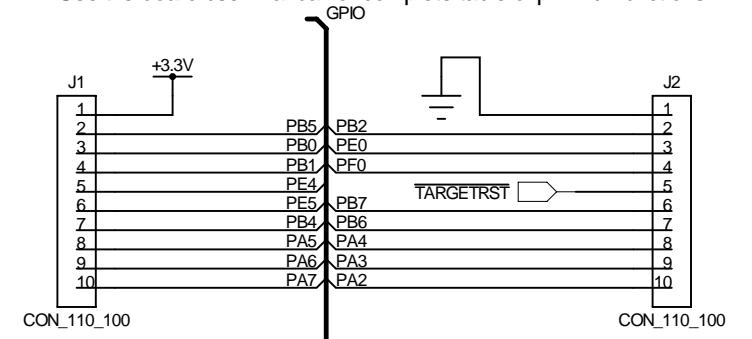 GPIO
+3.3V
J1
J2
1
1
2 PB5 PB2 2
3 PB0 PE0 3
4 PB1 PF0 4
5 PE4 TARGETRST 5
6 PE5 PB7 6
7 PB4 PB6 7
8 PA5 PA4 8
9 PA6 PA3 9
10 PA7 PA2 10
CON_110_100
CON_110_100